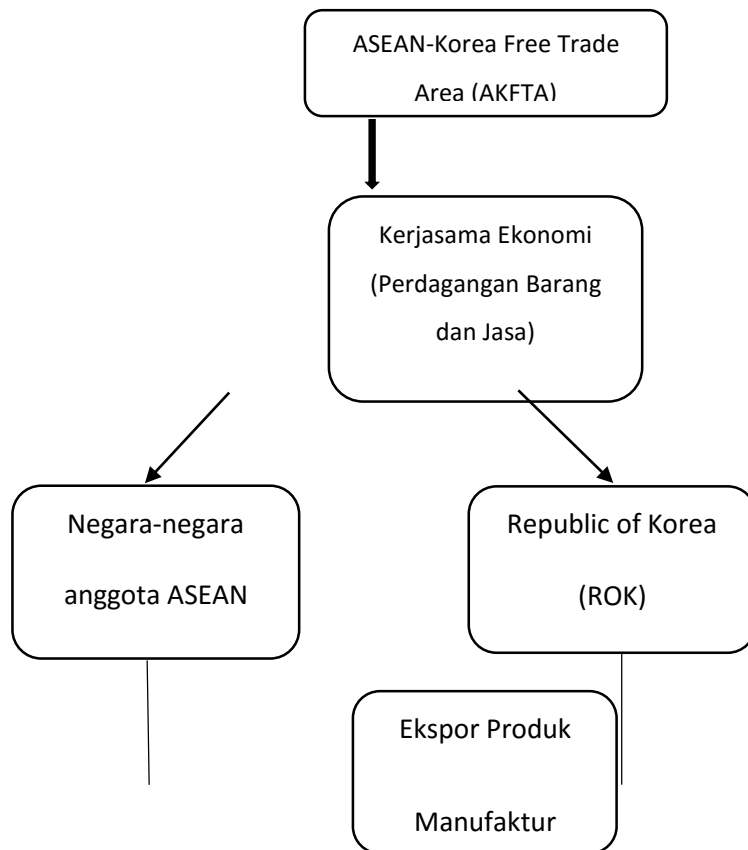 ASEAN-Korea Free Trade
Area (AKFTA)
Kerjasama Ekonomi
(Perdagangan Barang
dan Jasa)
Negara-negara
anggota ASEAN
Republic of Korea
(ROK)
Ekspor Produk
Manufaktur